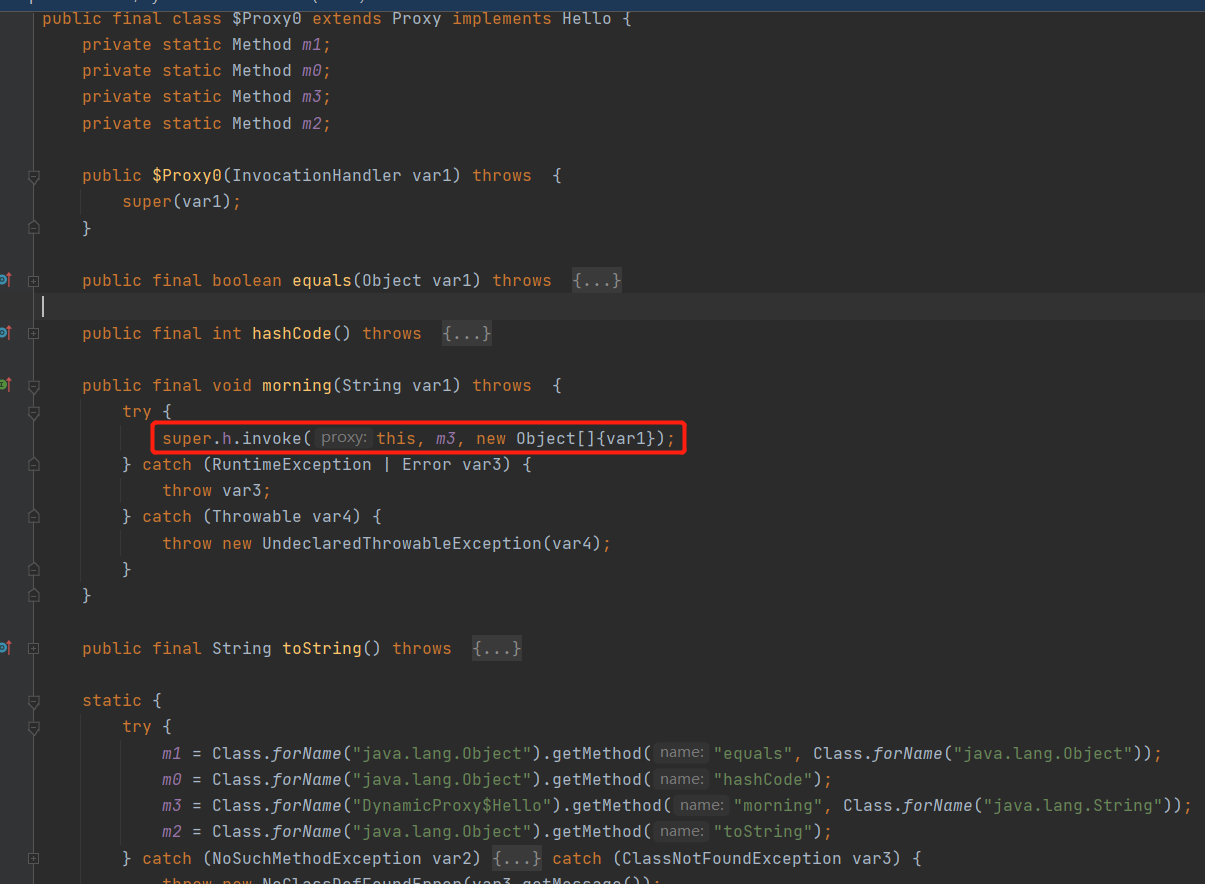 public final class $Proxy0 extends Proxy implements Hello {
    private static Method m1;
    private static Method m0;
    private static Method m3;
    private static Method m2;
    public $Proxy0(InvocationHandler var1) throws  {
        super(var1);
    }
    public final boolean equals(Object var1) throws  {...}
    public final int hashCode() throws  {...}
    public final void morning(String var1) throws  {
        try {
            super.h.invoke( proxy: this, m3, new Object[]{var1});
        } catch (RuntimeException | Error var3) {
            throw var3;
        } catch (Throwable var4) {
            throw new UndeclaredThrowableException(var4);
        }
    }
    public final String toString() throws  {...}
    static {
        try {
            m1 = Class.forName("java.lang.Object").getMethod( name: "equals", Class.forName("java.lang.Object"));
            m0 = Class.forName("java.lang.Object").getMethod( name: "hashCode");
            m3 = Class.forName("DynamicProxy$Hello").getMethod( name: "morning", Class.forName("java.lang.String"));
            m2 = Class.forName("java.lang.Object").getMethod( name: "toString");
        } catch (NoSuchMethodException var2) {...} catch (ClassNotFoundException var3) {
            throw new NoClassDefFoundError(var3.getMessage());